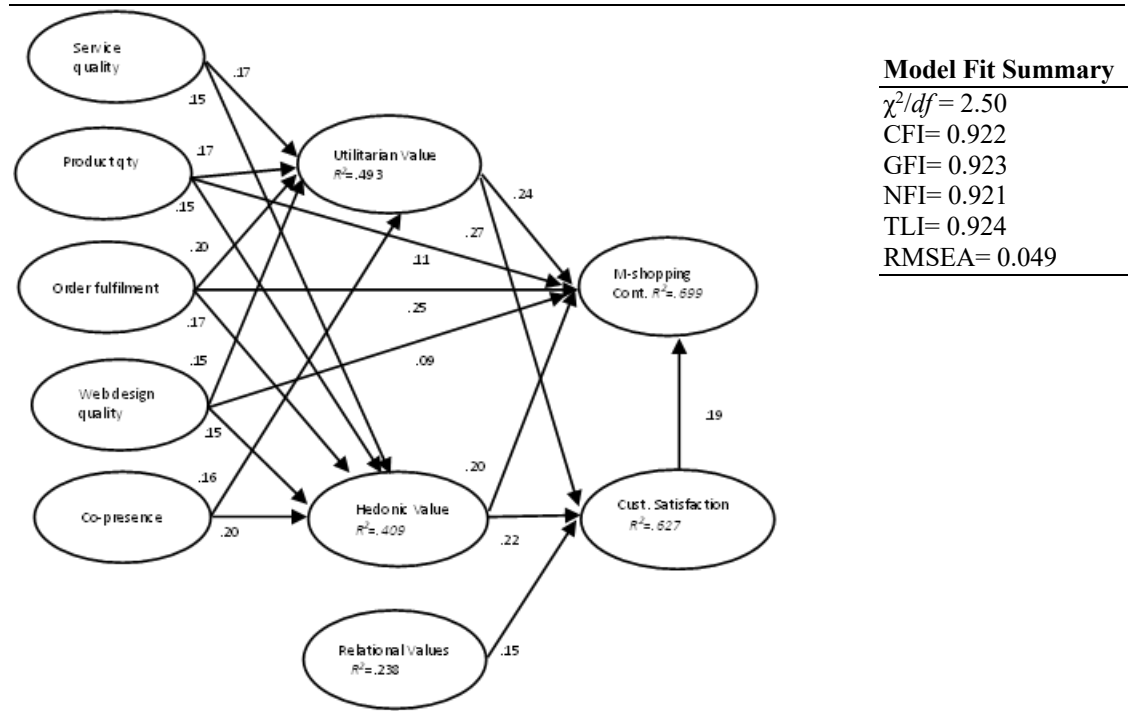 Service
quality
.17
.15
Product qty
.17
.15
Utilitarian Value
R²=.493
.24
.27
.20
.11
Order fulfilment
M-shopping
Cont. R²=.699
.25
.17
.15
.09
Web design
quality
.15
.19
.16
.20
Co-presence
.20
Hedonic Value
R²=.409
.22
Cust. Satisfaction
R²=.627
Relational Values
R²=.238
.15
Model Fit Summary
χ²/df = 2.50
CFI= 0.922
GFI= 0.923
NFI= 0.921
TLI= 0.924
RMSEA= 0.049